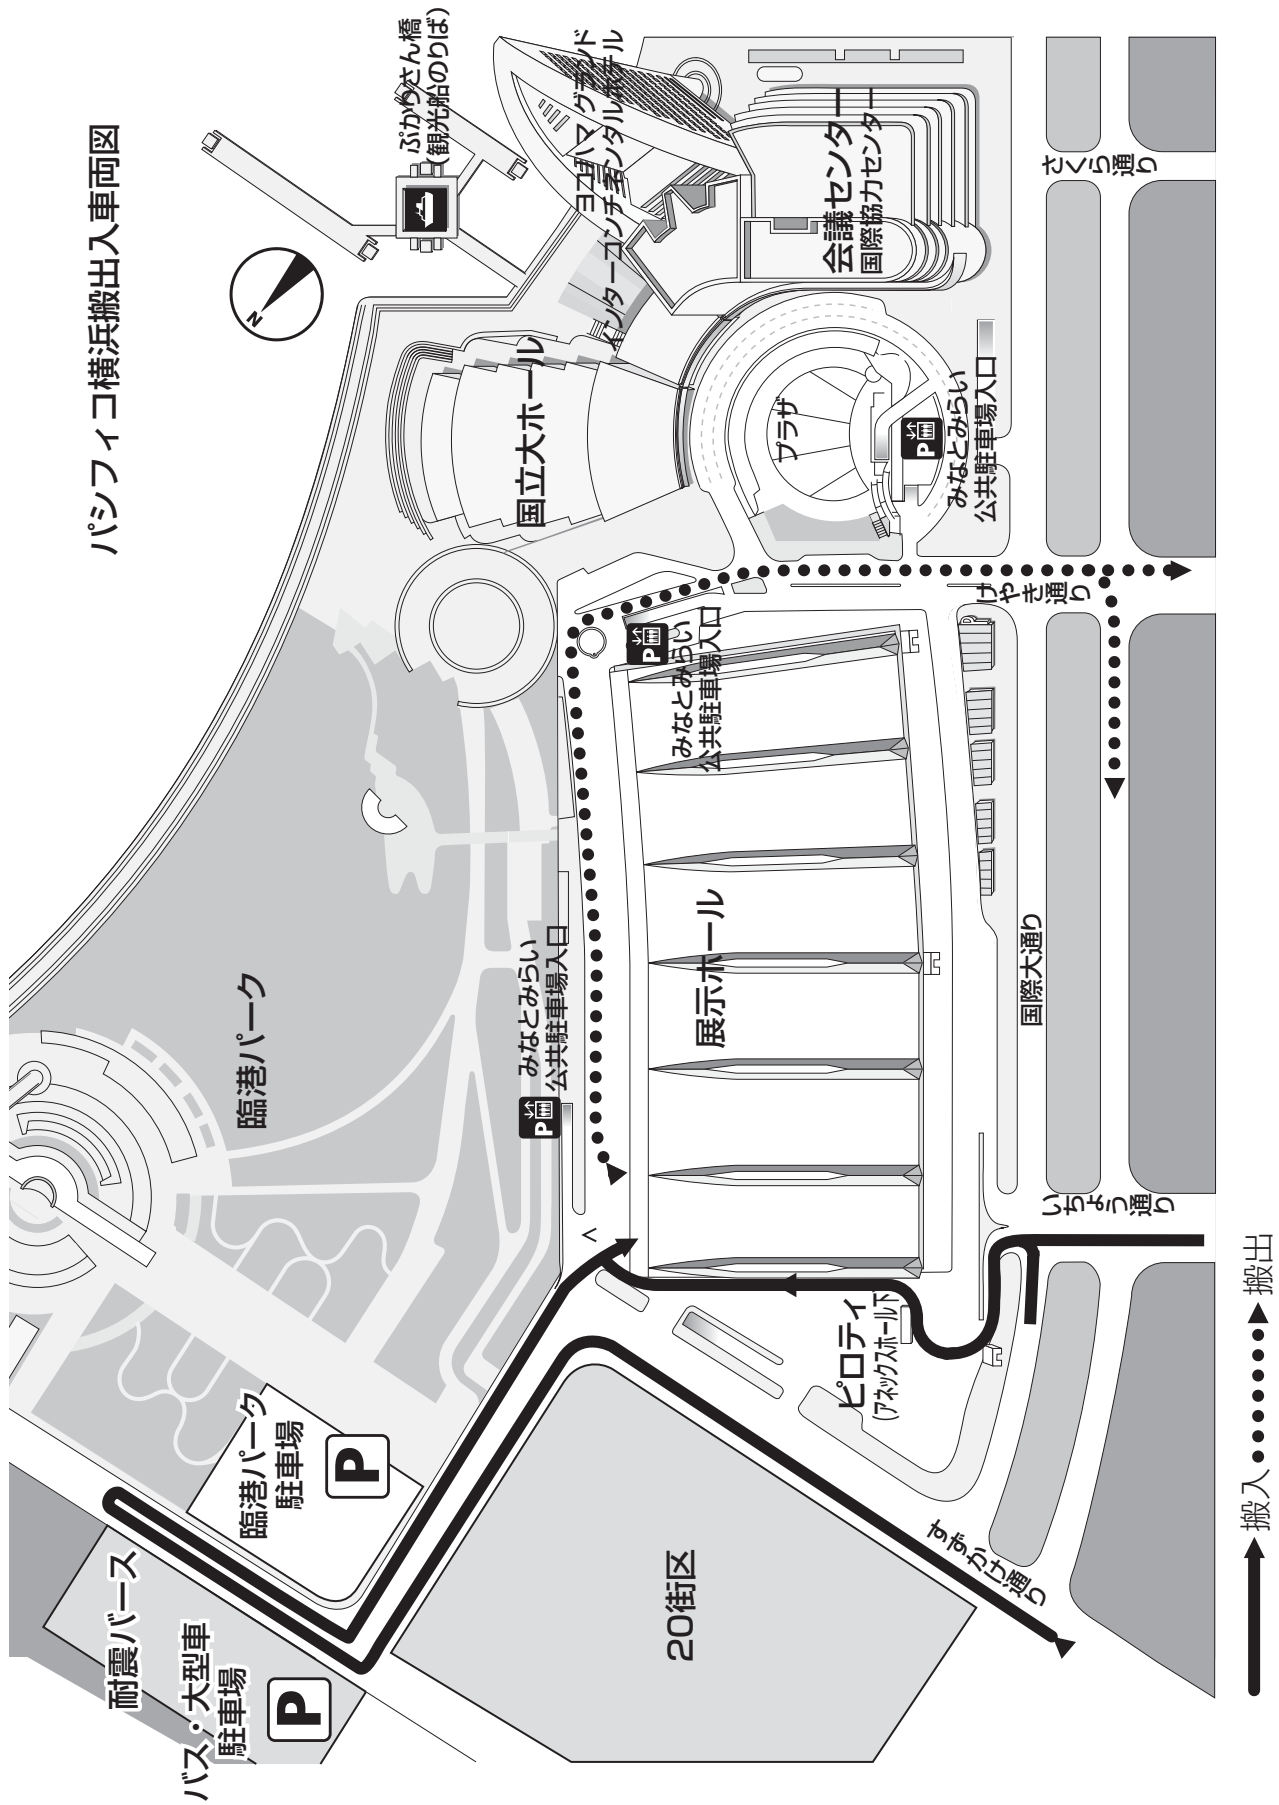 パシフィコ横浜搬出入車両図
ぷかりさん橋
(観光船のりば)
N
ヨコハマ グランド
インターコンチネンタルホテル
国立大ホール
会議センター
国際協力センター
プラザ
P
みなとみらい
公共駐車場入口
さくら通り
けやき通り
P
みなとみらい
公共駐車場入口
P
展示ホール
国際大通り
臨港パーク
みなとみらい
公共駐車場入口
P
いちょう通り
ピロティ
(アネックスホール下)
臨港パーク
駐車場
P
耐震バース
バス・大型車
駐車場
P
20街区
すずかけ通り
搬入
搬出